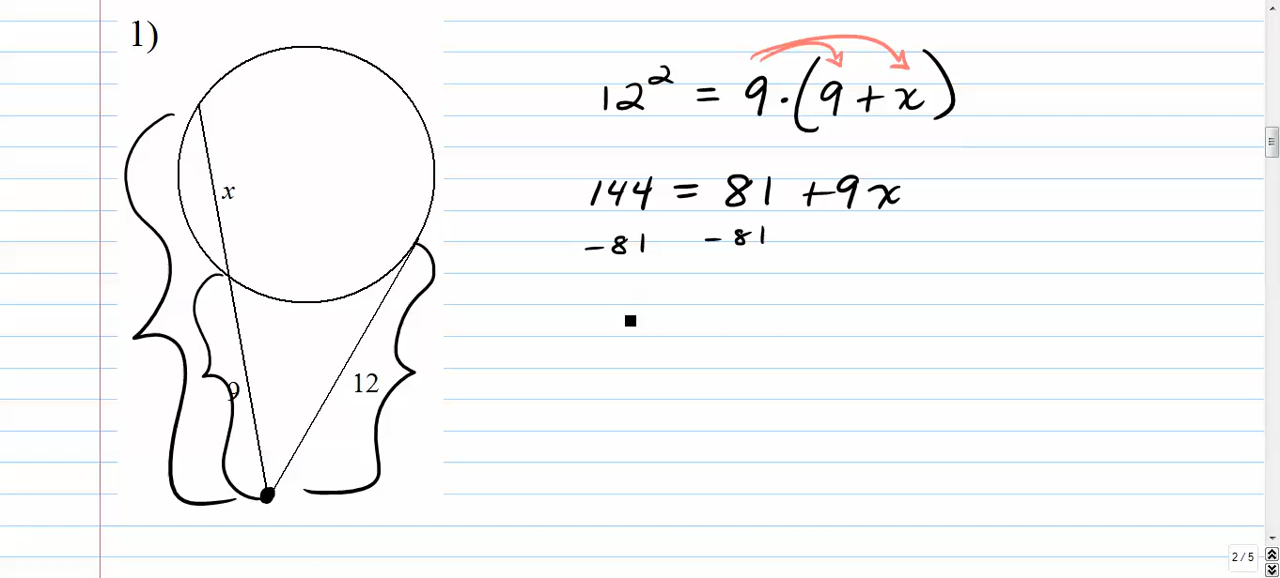 1)
x
9
12
12² = 9·(9 + x)
144 = 81 + 9x
-81 -81
2 / 5